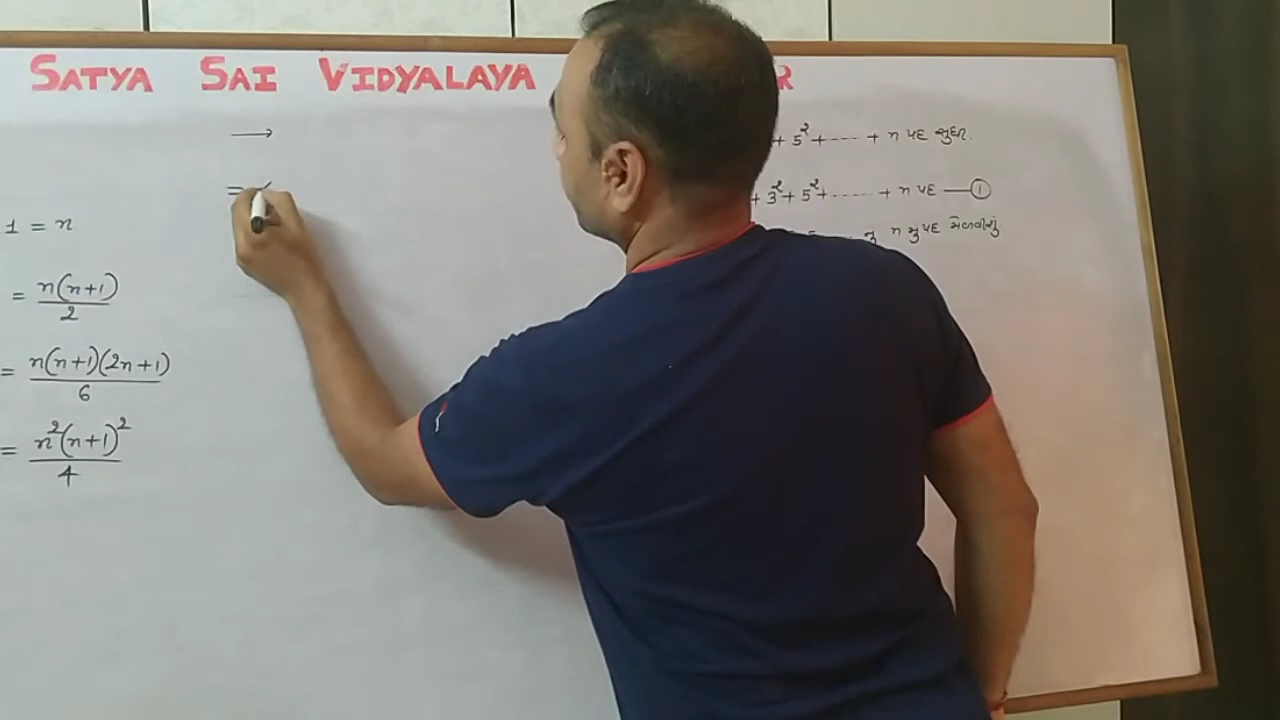 SATYA SAI VIDYALAYA R
→
=
1 = n
= n(n+1) / 2
= n(n+1)(2n+1) / 6
= n²(n+1)² / 4
+ 5² + ---- + n પદ સુધી.
+ 3² + 5² + ------ + n પદ — ①
નુ n મુ પદ મેળવીશું